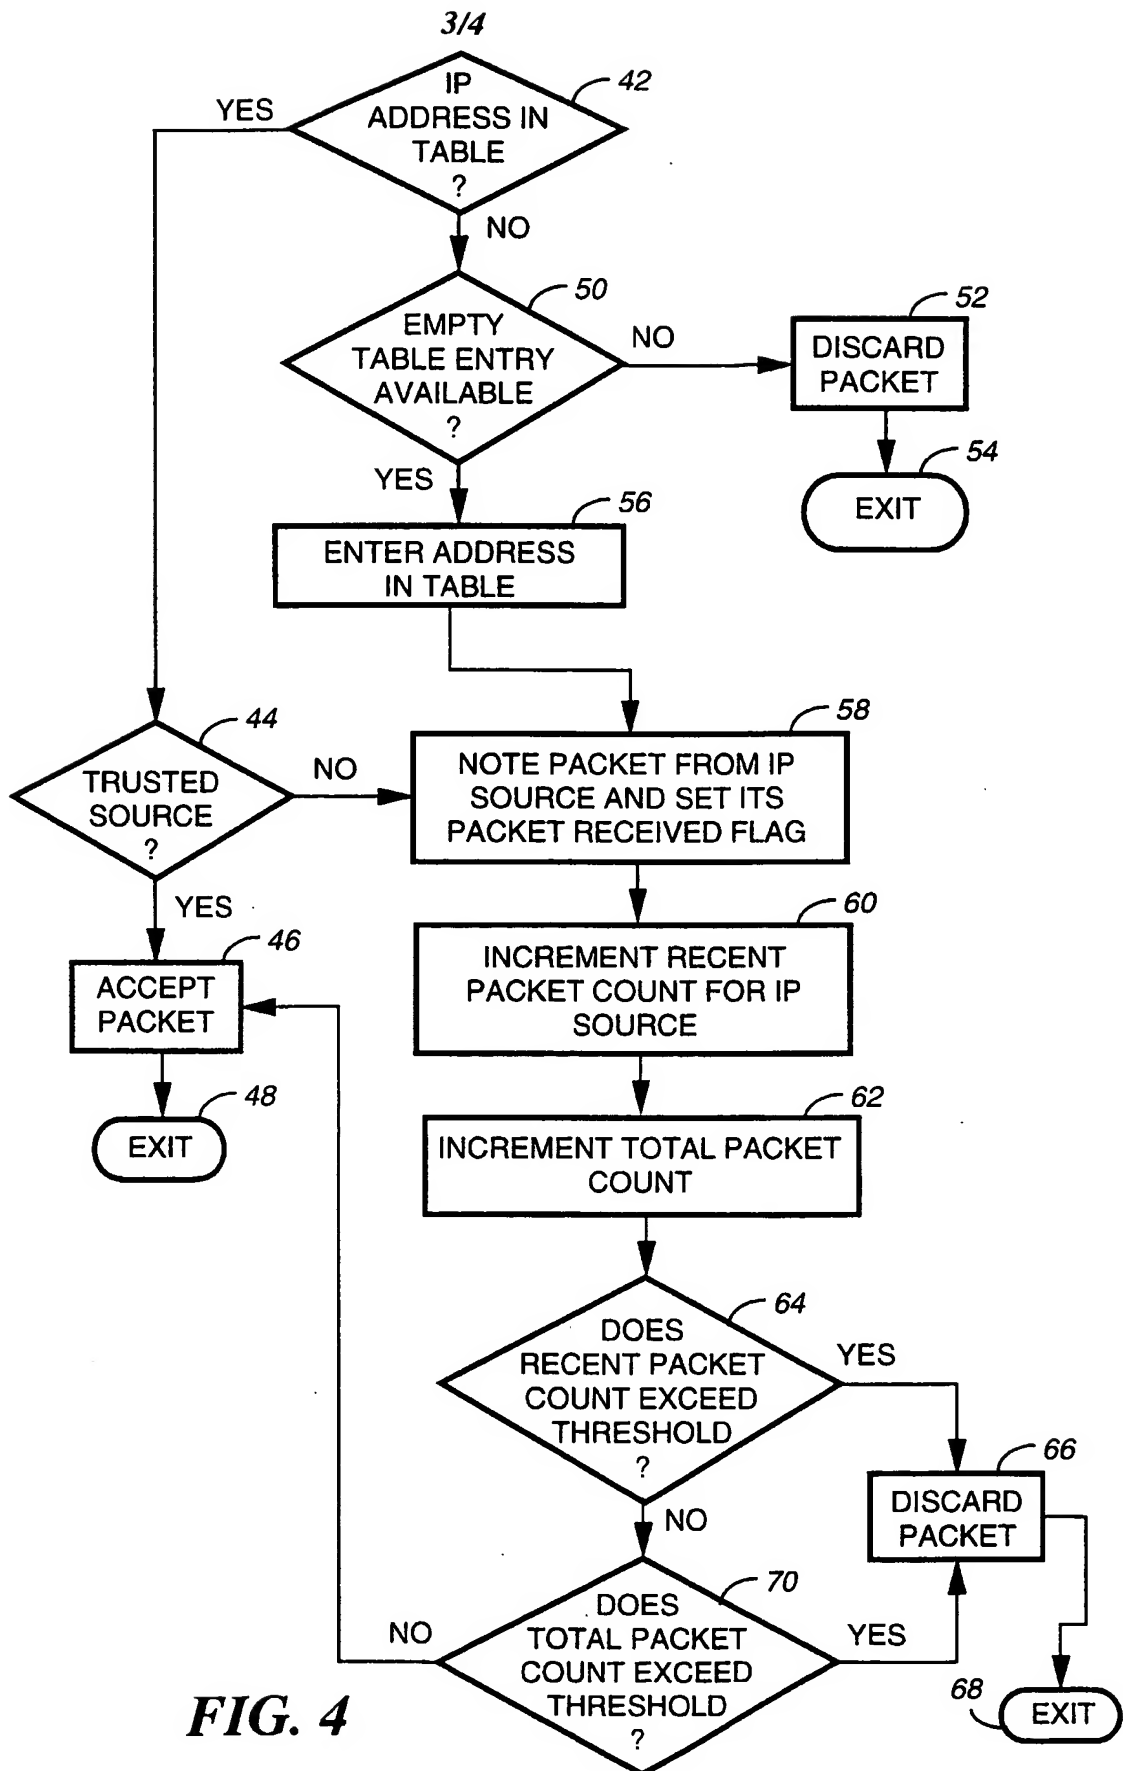 3/4
IP
ADDRESS IN
TABLE
?
42
YES
NO
EMPTY
TABLE ENTRY
AVAILABLE
?
50
NO
DISCARD
PACKET
52
EXIT
54
YES
ENTER ADDRESS
IN TABLE
56
TRUSTED
SOURCE
?
44
NO
NOTE PACKET FROM IP
SOURCE AND SET ITS
PACKET RECEIVED FLAG
58
YES
ACCEPT
PACKET
46
EXIT
48
INCREMENT RECENT
PACKET COUNT FOR IP
SOURCE
60
INCREMENT TOTAL PACKET
COUNT
62
DOES
RECENT PACKET
COUNT EXCEED
THRESHOLD
?
64
YES
DISCARD
PACKET
66
NO
DOES
TOTAL PACKET
COUNT EXCEED
THRESHOLD
?
70
NO
YES
68
EXIT
FIG. 4